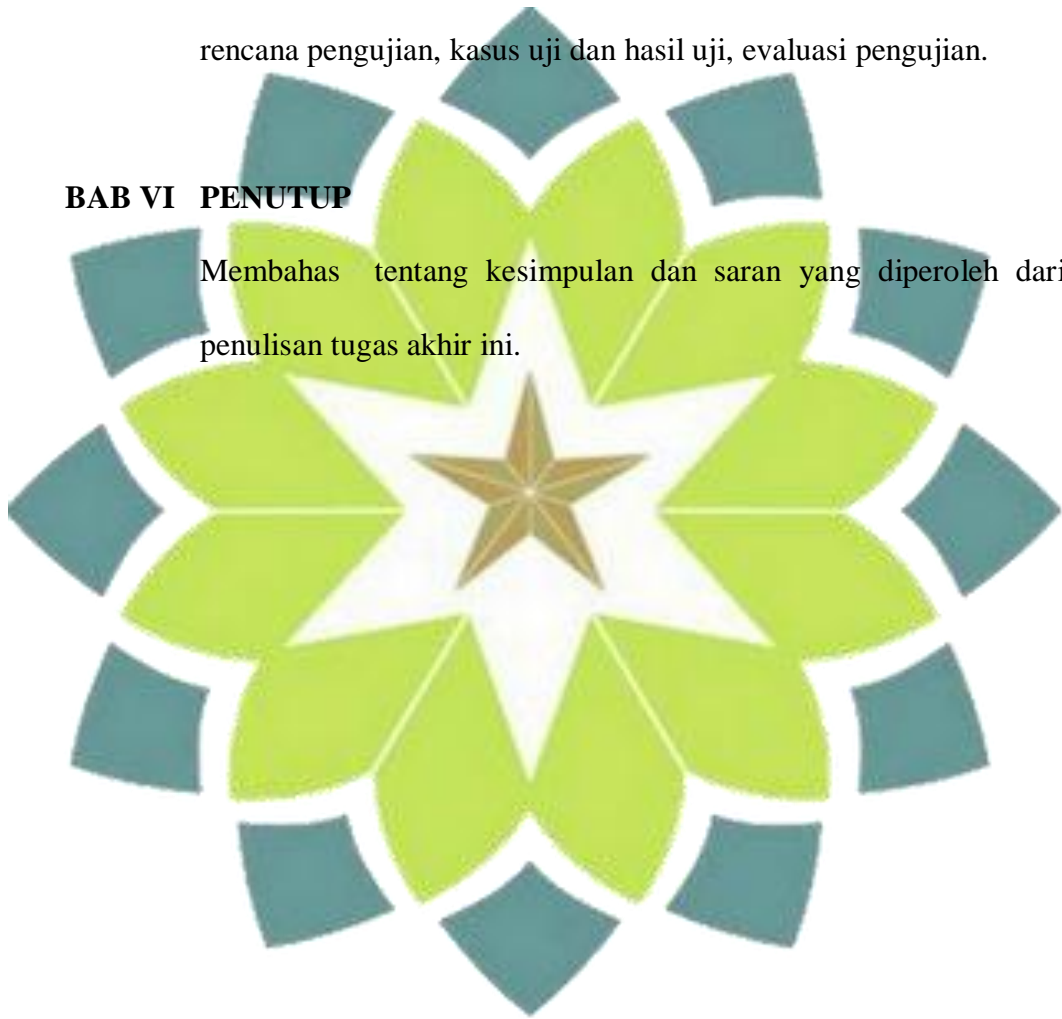 rencana pengujian, kasus uji dan hasil uji, evaluasi pengujian.
BAB VI PENUTUP
Membahas tentang kesimpulan dan saran yang diperoleh dari
penulisan tugas akhir ini.